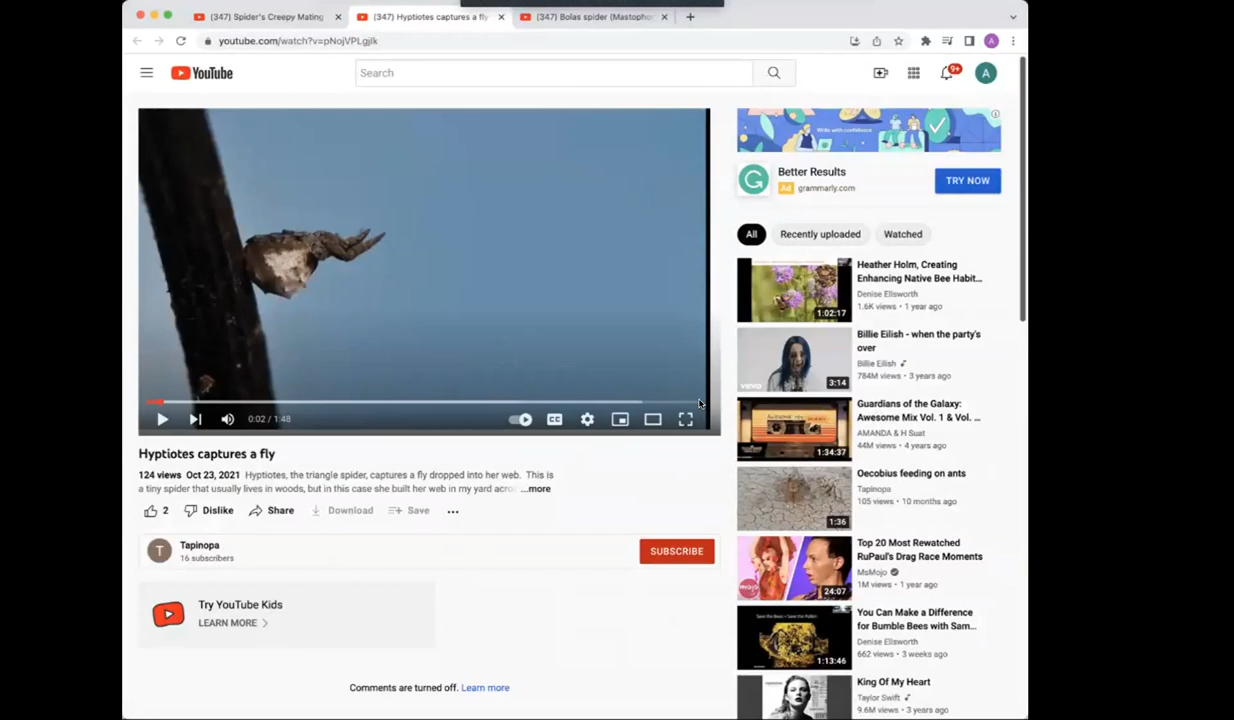 (347) Spider's Creepy Mating
(347) Hyptiotes captures a fly
(347) Bolas spider (Mastopho
youtube.com/watch?v=pNojVPLgjIk
A
YouTube
Search
9+
A
Write with confidence
Better Results
Ad grammarly.com
TRY NOW
All
Recently uploaded
Watched
0:02 / 1:48
CC
Hyptiotes captures a fly
124 views Oct 23, 2021 Hyptiotes, the triangle spider, captures a fly dropped into her web. This is
a tiny spider that usually lives in woods, but in this case she built her web in my yard acro ...more
2
Dislike
Share
Download
Save
T
Tapinopa
16 subscribers
SUBSCRIBE
Try YouTube Kids
LEARN MORE
Comments are turned off. Learn more
1:02:17
Heather Holm, Creating
Enhancing Native Bee Habit...
Denise Ellsworth
1.6K views • 1 year ago
vevo
3:14
Billie Eilish - when the party's
over
Billie Eilish
784M views • 3 years ago
1:34:37
Guardians of the Galaxy:
Awesome Mix Vol. 1 & Vol. ...
AMANDA & H Suat
44M views • 4 years ago
1:36
Oecobius feeding on ants
Tapinopa
105 views • 10 months ago
mojo
24:07
Top 20 Most Rewatched
RuPaul's Drag Race Moments
MsMojo
1M views • 1 year ago
1:13:46
You Can Make a Difference
for Bumble Bees with Sam...
Denise Ellsworth
662 views • 3 weeks ago
King Of My Heart
Taylor Swift
9.6M views • 3 years ago